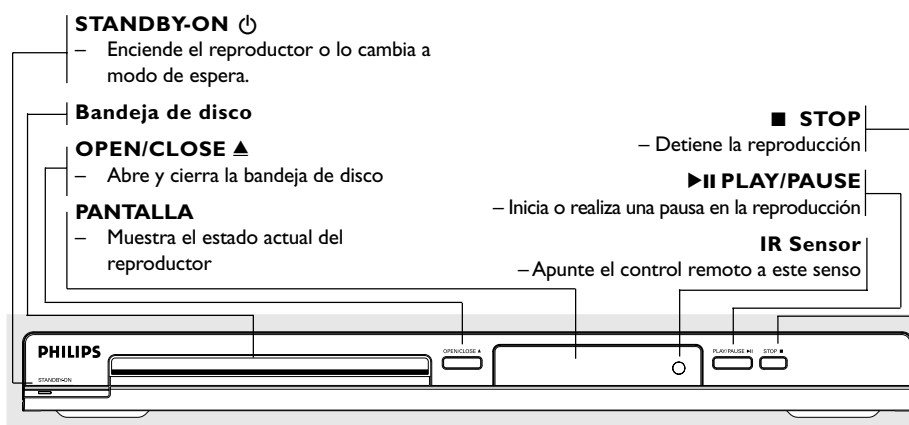 STANDBY-ON ⏻
– Enciende el reproductor o lo cambia a
modo de espera.
Bandeja de disco
OPEN/CLOSE ⏏
– Abre y cierra la bandeja de disco
PANTALLA
– Muestra el estado actual del
reproductor
■ STOP
– Detiene la reproducción
▶II PLAY/PAUSE
– Inicia o realiza una pausa en la reproducción
IR Sensor
– Apunte el control remoto a este senso
PHILIPS
STANDBY-ON
OPEN/CLOSE ▲
PLAY/PAUSE ▶II
STOP ■